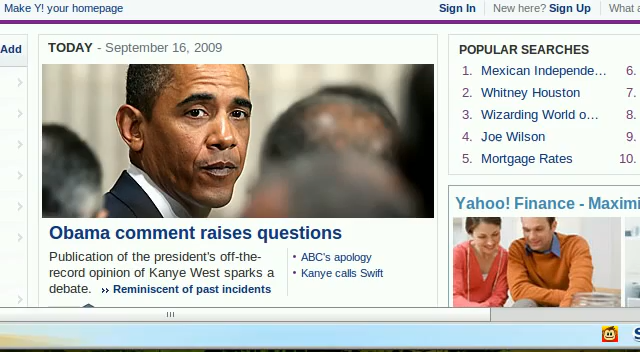 Make Y! your homepage
Sign In New here? Sign Up What
Add
TODAY - September 16, 2009
Obama comment raises questions
Publication of the president's off-the-
record opinion of Kanye West sparks a
debate. » Reminiscent of past incidents
• ABC's apology
• Kanye calls Swift
POPULAR SEARCHES
1. Mexican Independe...
2. Whitney Houston
3. Wizarding World o...
4. Joe Wilson
5. Mortgage Rates
6.
7.
8.
9.
10.
Yahoo! Finance - Maximi